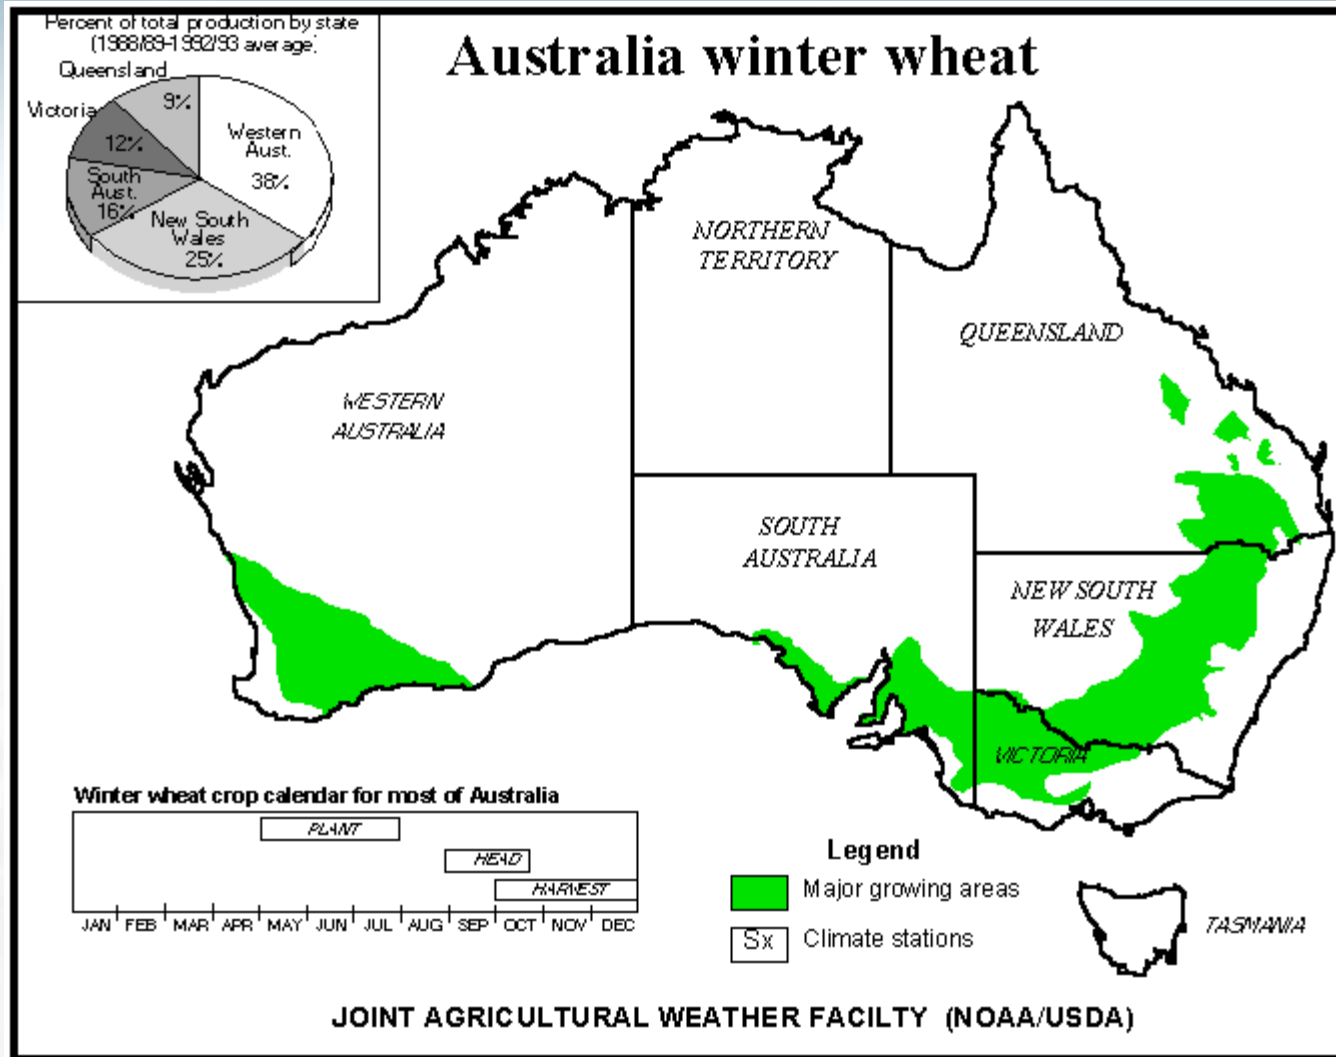 Percent of total production by state
(1988/89-1992/93 average)
Australia winter wheat
Queensland
9%
Victoria
12%
Western
Aust.
38%
South
Aust.
16%
New South
Wales
25%
NORTHERN
TERRITORY
QUEENSLAND
WESTERN
AUSTRALIA
SOUTH
AUSTRALIA
NEW SOUTH
WALES
VICTORIA
Winter wheat crop calendar for most of Australia
PLANT
HEAD
HARVEST
JAN FEB MAR APR MAY JUN JUL AUG SEP OCT NOV DEC
Legend
Major growing areas
Sx Climate stations
TASMANIA
JOINT AGRICULTURAL WEATHER FACILTY (NOAA/USDA)